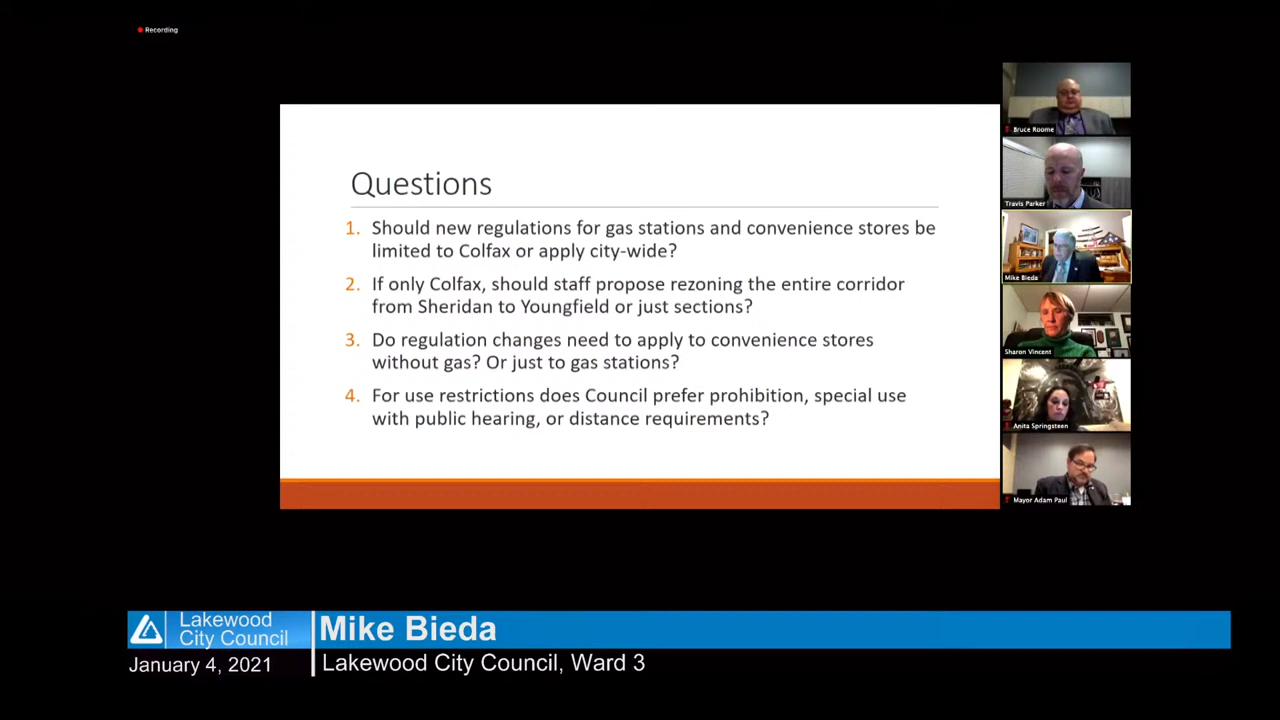 Recording
Questions
1. Should new regulations for gas stations and convenience stores be
limited to Colfax or apply city-wide?
2. If only Colfax, should staff propose rezoning the entire corridor
from Sheridan to Youngfield or just sections?
3. Do regulation changes need to apply to convenience stores
without gas? Or just to gas stations?
4. For use restrictions does Council prefer prohibition, special use
with public hearing, or distance requirements?
Bruce Roome
Travis Parker
Mike Bieda
Sharon Vincent
Anita Springsteen
Mayor Adam Paul
Lakewood
City Council
Mike Bieda
January 4, 2021
Lakewood City Council, Ward 3